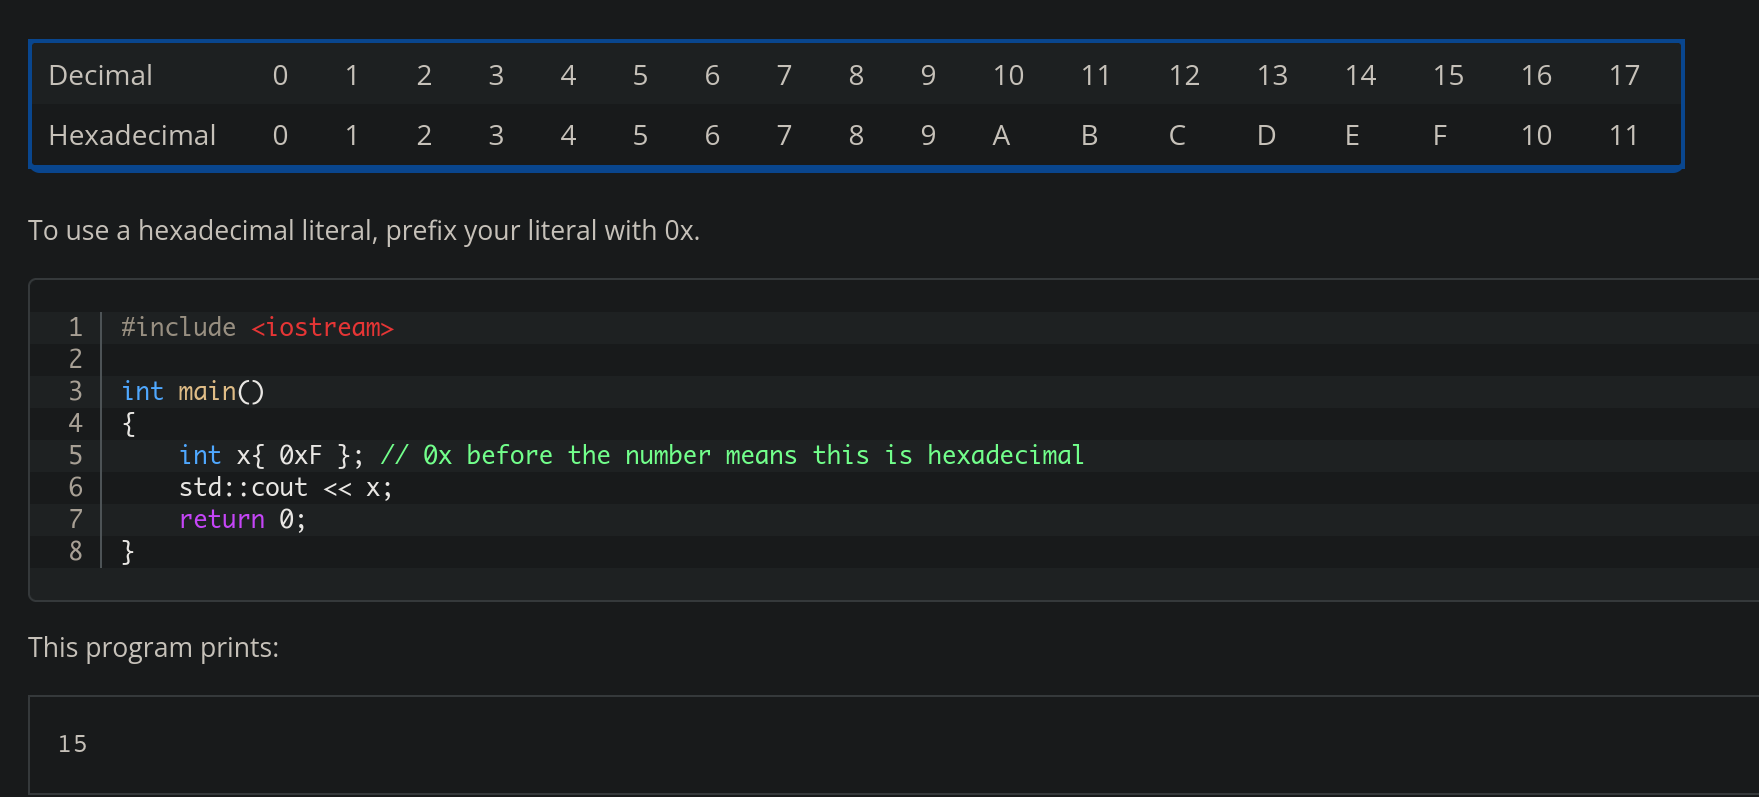 Decimal 0 1 2 3 4 5 6 7 8 9 10 11 12 13 14 15 16 17
Hexadecimal 0 1 2 3 4 5 6 7 8 9 A B C D E F 10 11
To use a hexadecimal literal, prefix your literal with 0x.
1 #include <iostream>
2
3 int main()
4 {
5     int x{ 0xF }; // 0x before the number means this is hexadecimal
6     std::cout << x;
7     return 0;
8 }
This program prints:
15